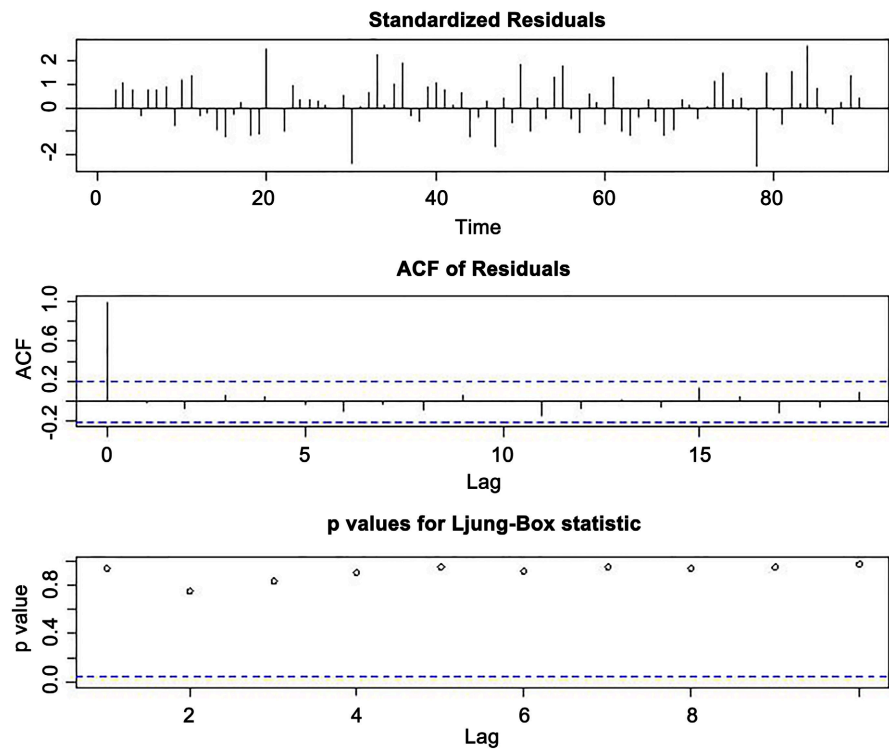 Standardized Residuals
-2 0 1 2
0 20 40 60 80
Time
ACF of Residuals
ACF
-0.2 0.2 0.6 1.0
0 5 10 15
Lag
p values for Ljung-Box statistic
p value
0.0 0.4 0.8
2 4 6 8
Lag